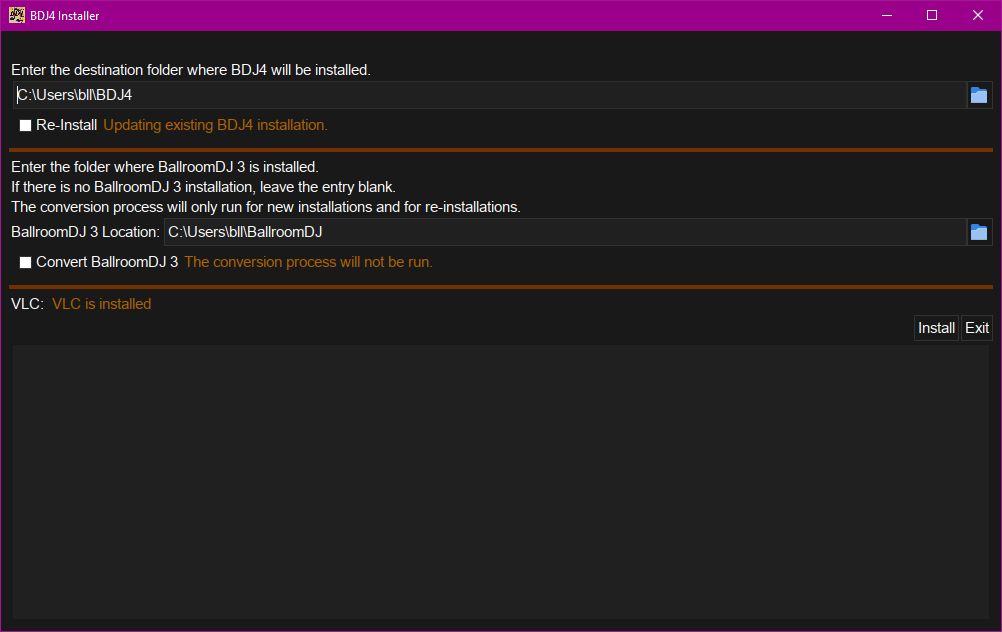 BDJ4 Installer
Enter the destination folder where BDJ4 will be installed.
C:\Users\bll\BDJ4
Re-Install Updating existing BDJ4 installation.
Enter the folder where BallroomDJ 3 is installed.
If there is no BallroomDJ 3 installation, leave the entry blank.
The conversion process will only run for new installations and for re-installations.
BallroomDJ 3 Location: C:\Users\bll\BallroomDJ
Convert BallroomDJ 3 The conversion process will not be run.
VLC: VLC is installed
Install Exit